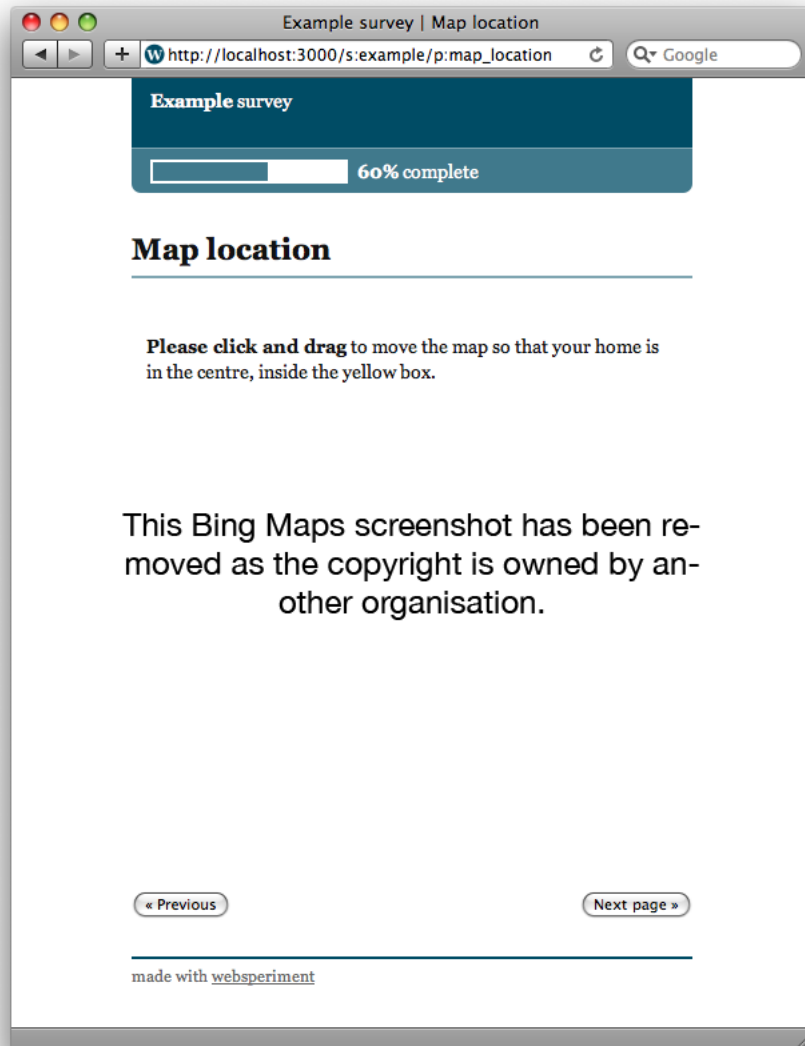 Example survey | Map location
http://localhost:3000/s:example/p:map_location
Google
Example survey
60% complete
Map location
Please click and drag to move the map so that your home is
in the centre, inside the yellow box.
This Bing Maps screenshot has been re-
moved as the copyright is owned by an-
other organisation.
« Previous
Next page »
made with websperiment